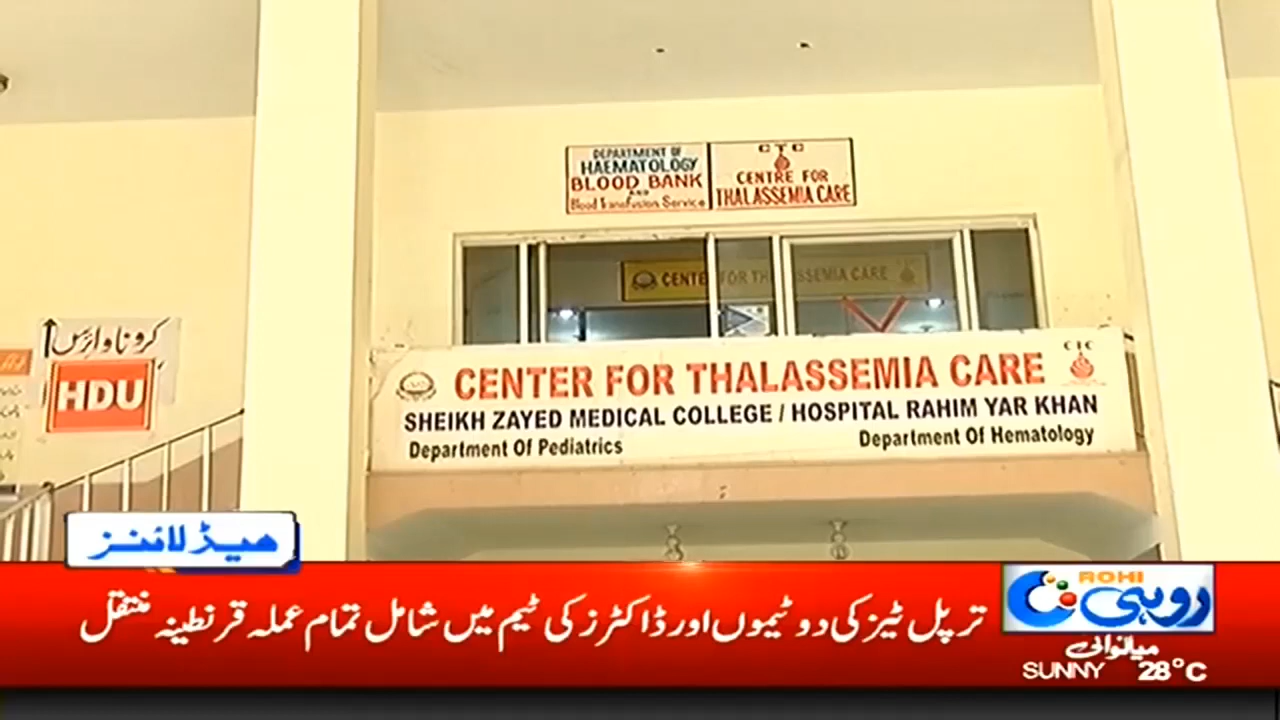 DEPARTMENT OF
HAEMATOLOGY
BLOOD BANK
AND
Blood Transfusion Service
CTC
CENTRE FOR
THALASSEMIA CARE
CENTER FOR THALASSEMIA CARE
کرونا وائرس
HDU
CTC
CENTER FOR THALASSEMIA CARE
SHEIKH ZAYED MEDICAL COLLEGE / HOSPITAL RAHIM YAR KHAN
Department Of Pediatrics
Department Of Hematology
ھیڈلائنز
ترپل ٹیز کی دو ٹیموں اور ڈاکٹرز کی ٹیم میں شامل تمام عملہ قرنطینہ منتقل
ROHI
روہی
میانوالی
SUNNY 28°C